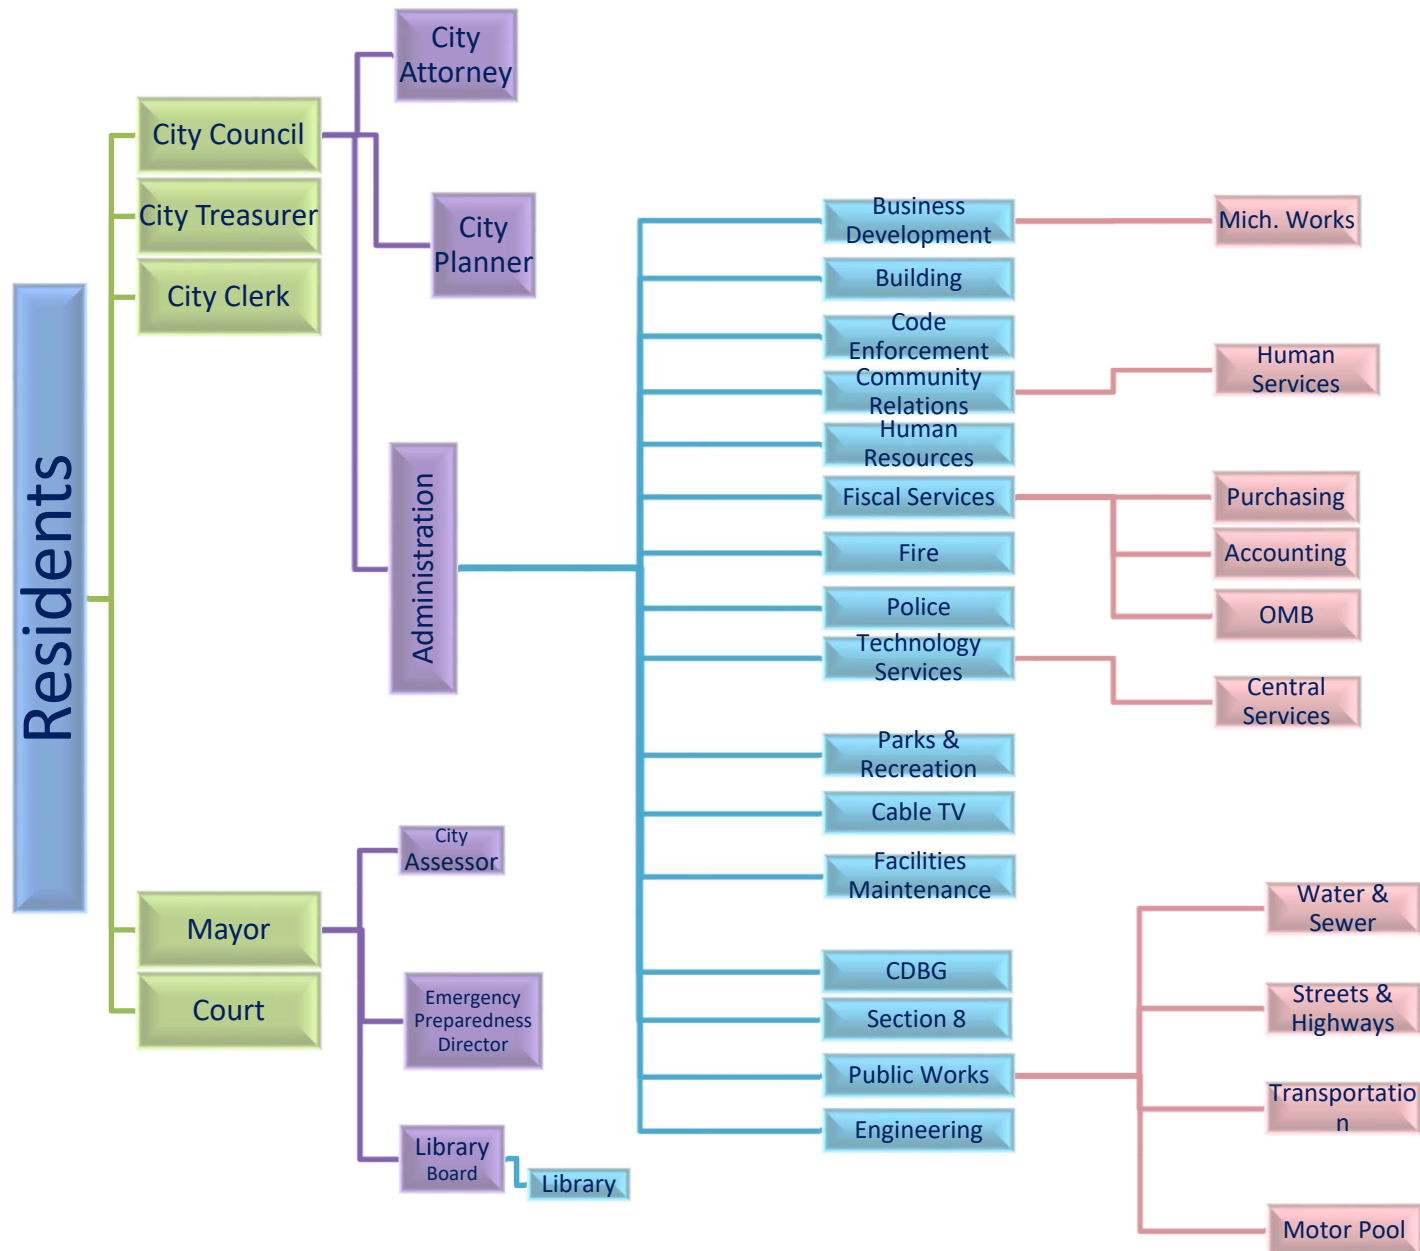 Residents
City Council
City Treasurer
City Clerk
Mayor
Court
City
Attorney
City
Planner
Administration
City
Assessor
Emergency
Preparedness
Director
Library
Board
Library
Business
Development
Building
Code
Enforcement
Community
Relations
Human
Resources
Fiscal Services
Fire
Police
Technology
Services
Parks &
Recreation
Cable TV
Facilities
Maintenance
CDBG
Section 8
Public Works
Engineering
Mich. Works
Human
Services
Purchasing
Accounting
OMB
Central
Services
Water &
Sewer
Streets &
Highways
Transportatio
n
Motor Pool